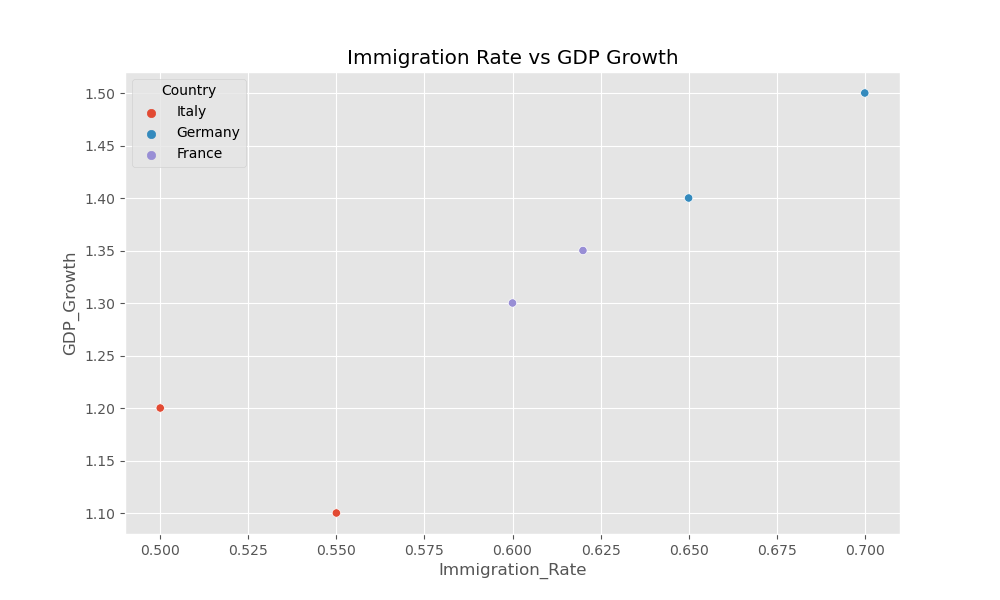 Immigration Rate vs GDP Growth
Country
Italy
Germany
France
GDP_Growth
1.50
1.45
1.40
1.35
1.30
1.25
1.20
1.15
1.10
0.500 0.525 0.550 0.575 0.600 0.625 0.650 0.675 0.700
Immigration_Rate